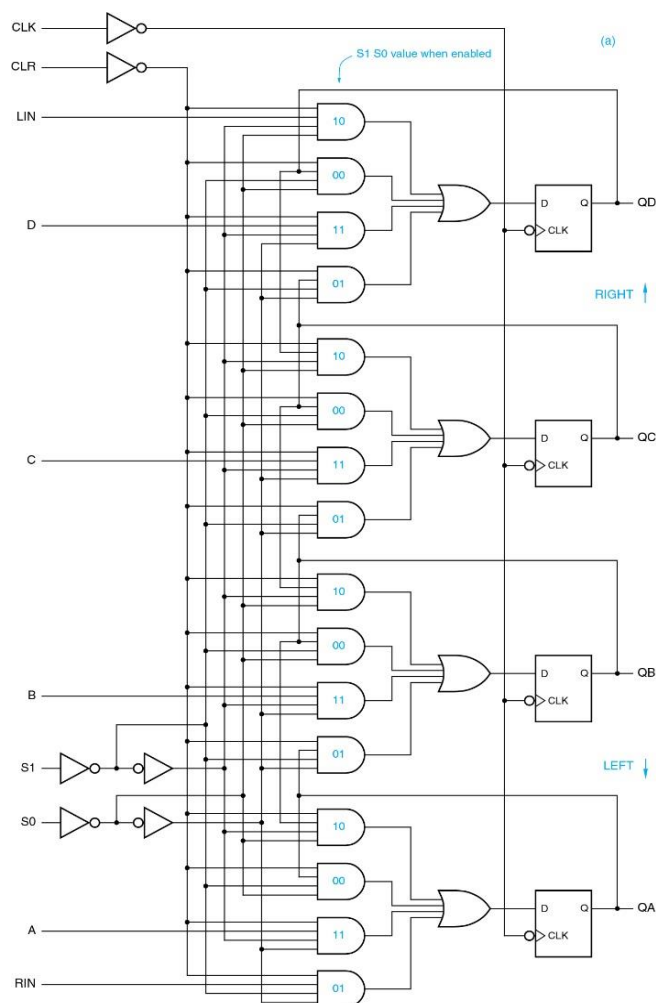 CLK
(a)
S1 S0 value when enabled
CLR
LIN
10
00
D Q
QD
D
11
CLK
01
RIGHT
10
00
D Q
QC
C
11
CLK
01
10
00
D Q
QB
B
11
CLK
01
S1
LEFT
S0
10
00
D Q
QA
A
11
CLK
RIN
01